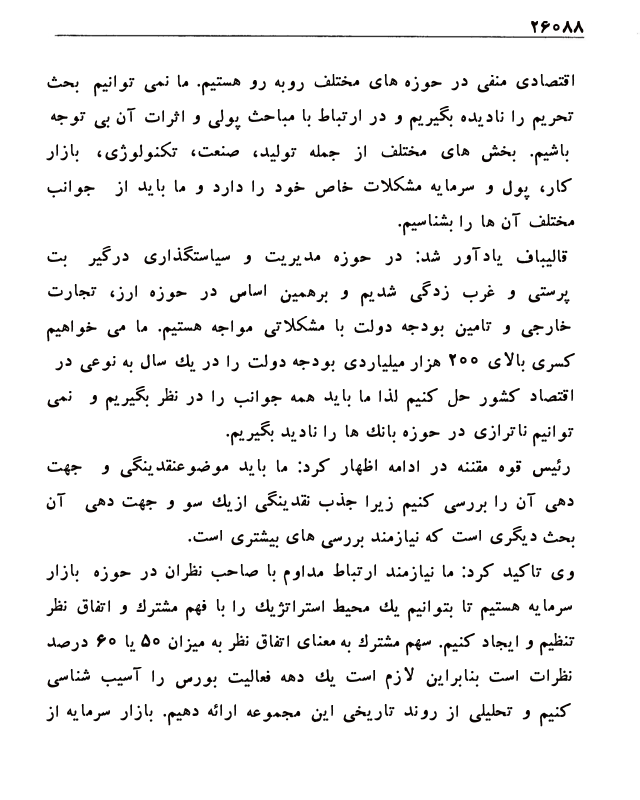 ۲۶۰۸۸
اقتصادی منفی در حوزه های مختلف روبه رو هستیم. ما نمی توانیم بحث
تحریم را نادیده بگیریم و در ارتباط با مباحث پولی و اثرات آن بی توجه
باشیم. بخش های مختلف از جمله تولید، صنعت، تکنولوژی، بازار
کار، پول و سرمایه مشکلات خاص خود را دارد و ما باید از جوانب
مختلف آن ها را بشناسیم.
قالیباف یادآور شد: در حوزه مدیریت و سیاستگذاری درگیر بت
پرستی و غرب زدگی شدیم و برهمین اساس در حوزه ارز، تجارت
خارجی و تامین بودجه دولت با مشکلاتی مواجه هستیم. ما می خواهیم
کسری بالای ۲۰۰ هزار میلیاردی بودجه دولت را در یك سال به نوعی در
اقتصاد کشور حل کنیم لذا ما باید همه جوانب را در نظر بگیریم و نمی
توانیم ناترازی در حوزه بانك ها را نادید بگیریم.
رئیس قوه مقننه در ادامه اظهار کرد: ما باید موضوعنقدینگی و جهت
دهی آن را بررسی کنیم زیرا جذب نقدینگی ازیك سو و جهت دهی آن
بحث دیگری است که نیازمند بررسی های بیشتری است.
وی تاکید کرد: ما نیازمند ارتباط مداوم با صاحب نظران در حوزه بازار
سرمایه هستیم تا بتوانیم یك محیط استراتژیك را با فهم مشترك و اتفاق نظر
تنظیم و ایجاد کنیم. سهم مشترك به معنای اتفاق نظر به میزان ۵۰ یا ۶۰ درصد
نظرات است بنابراین لازم است یك دهه فعالیت بورس را آسیب شناسی
کنیم و تحلیلی از روند تاریخی این مجموعه ارائه دهیم. بازار سرمایه از